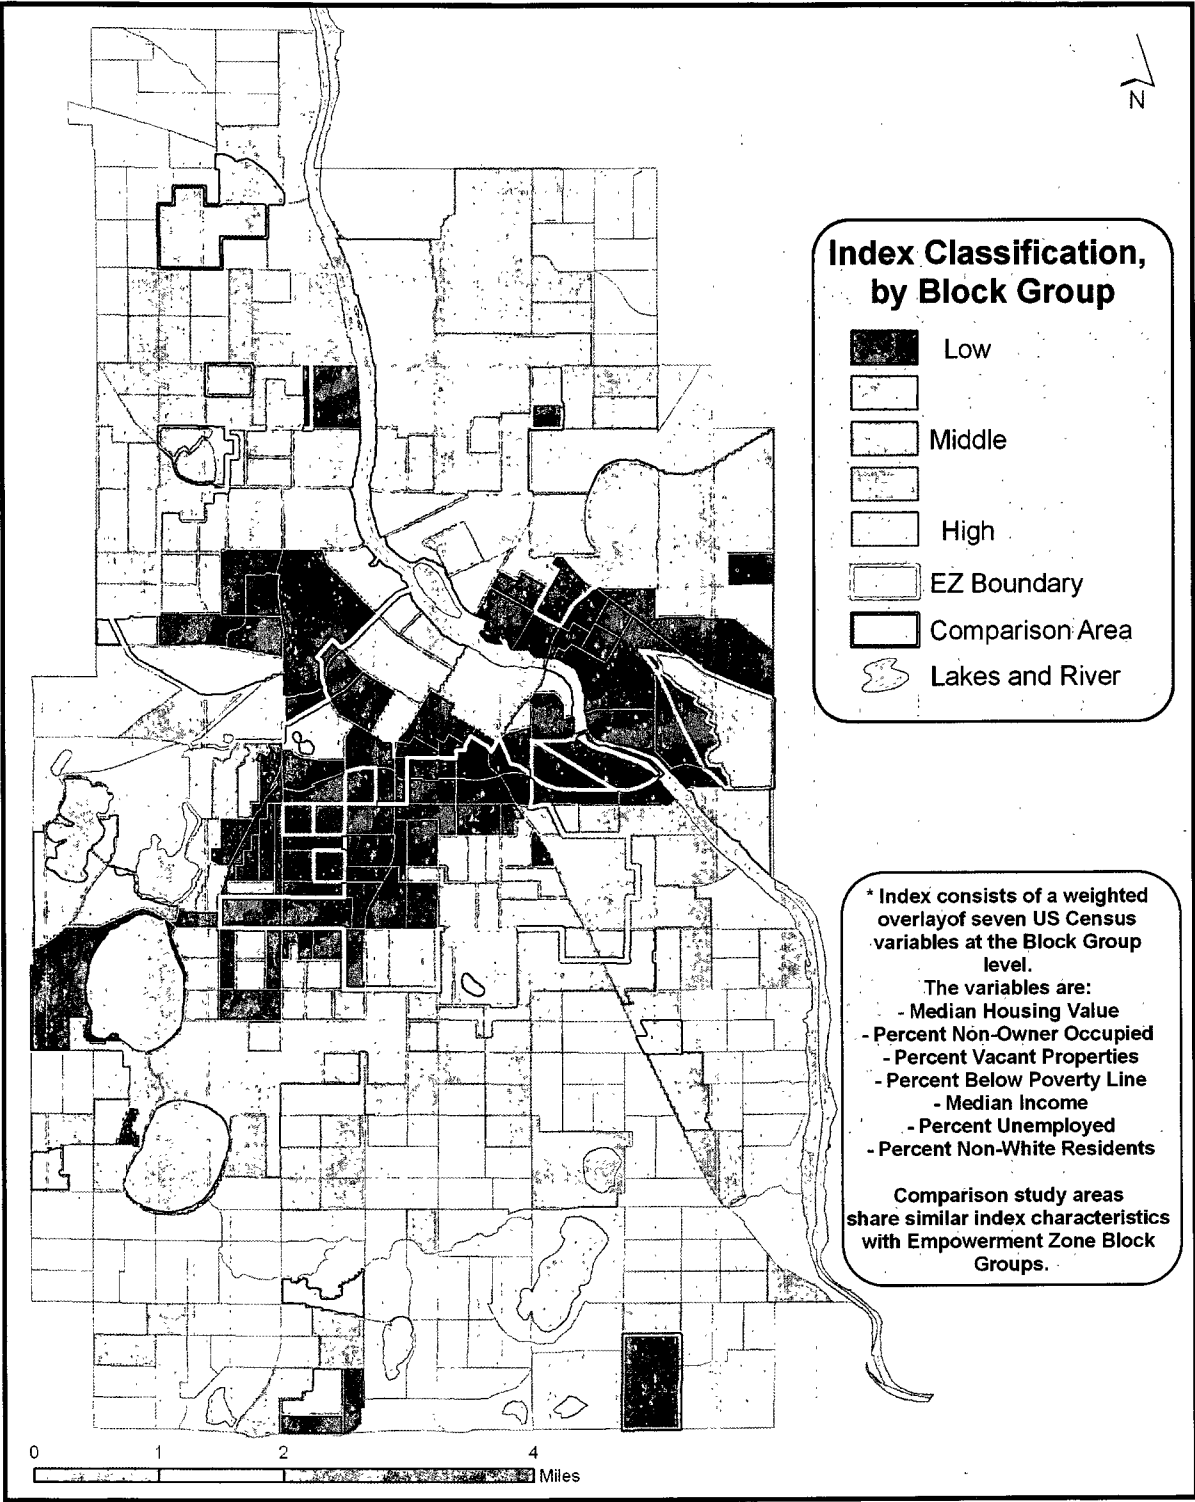 N
Index Classification,
by Block Group
Low
Middle
High
EZ Boundary
Comparison Area
Lakes and River
* Index consists of a weighted
overlayof seven US Census
variables at the Block Group
level.
The variables are:
- Median Housing Value
- Percent Non-Owner Occupied
- Percent Vacant Properties
- Percent Below Poverty Line
- Median Income
- Percent Unemployed
- Percent Non-White Residents
Comparison study areas
share similar index characteristics
with Empowerment Zone Block
Groups.
0 1 2 4
Miles